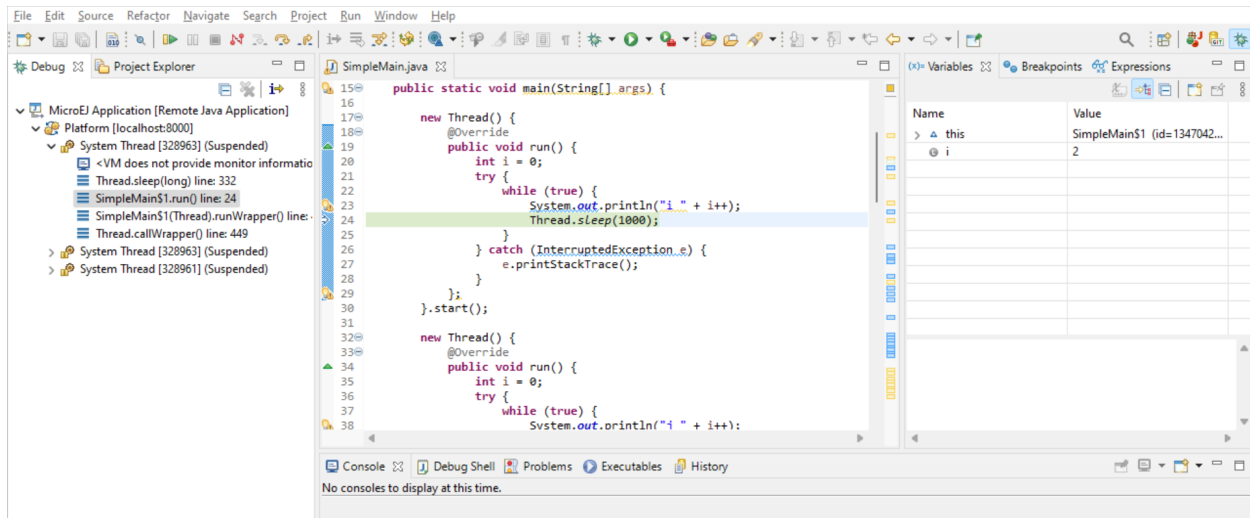 File Edit Source Refactor Navigate Search Project Run Window Help
Debug Project Explorer
MicroEJ Application [Remote Java Application]
Platform [localhost:8000]
System Thread [328963] (Suspended)
<VM does not provide monitor informatio
Thread.sleep(long) line: 332
SimpleMain$1.run() line: 24
SimpleMain$1(Thread).runWrapper() line:
Thread.callWrapper() line: 449
System Thread [328962] (Suspended)
System Thread [328961] (Suspended)
SimpleMain.java
15 public static void main(String[] args) {
16
17 new Thread() {
18 @Override
19 public void run() {
20 int i = 0;
21 try {
22 while (true) {
23 System.out.println("i " + i++);
24 Thread.sleep(1000);
25 }
26 } catch (InterruptedException e) {
27 e.printStackTrace();
28 }
29 };
30 }.start();
31
32 new Thread() {
33 @Override
34 public void run() {
35 int i = 0;
36 try {
37 while (true) {
38 System.out.println("j " + i++);
(x)= Variables Breakpoints Expressions
Name Value
this SimpleMain$1 (id=1347042...
i 2
Console Debug Shell Problems Executables History
No consoles to display at this time.